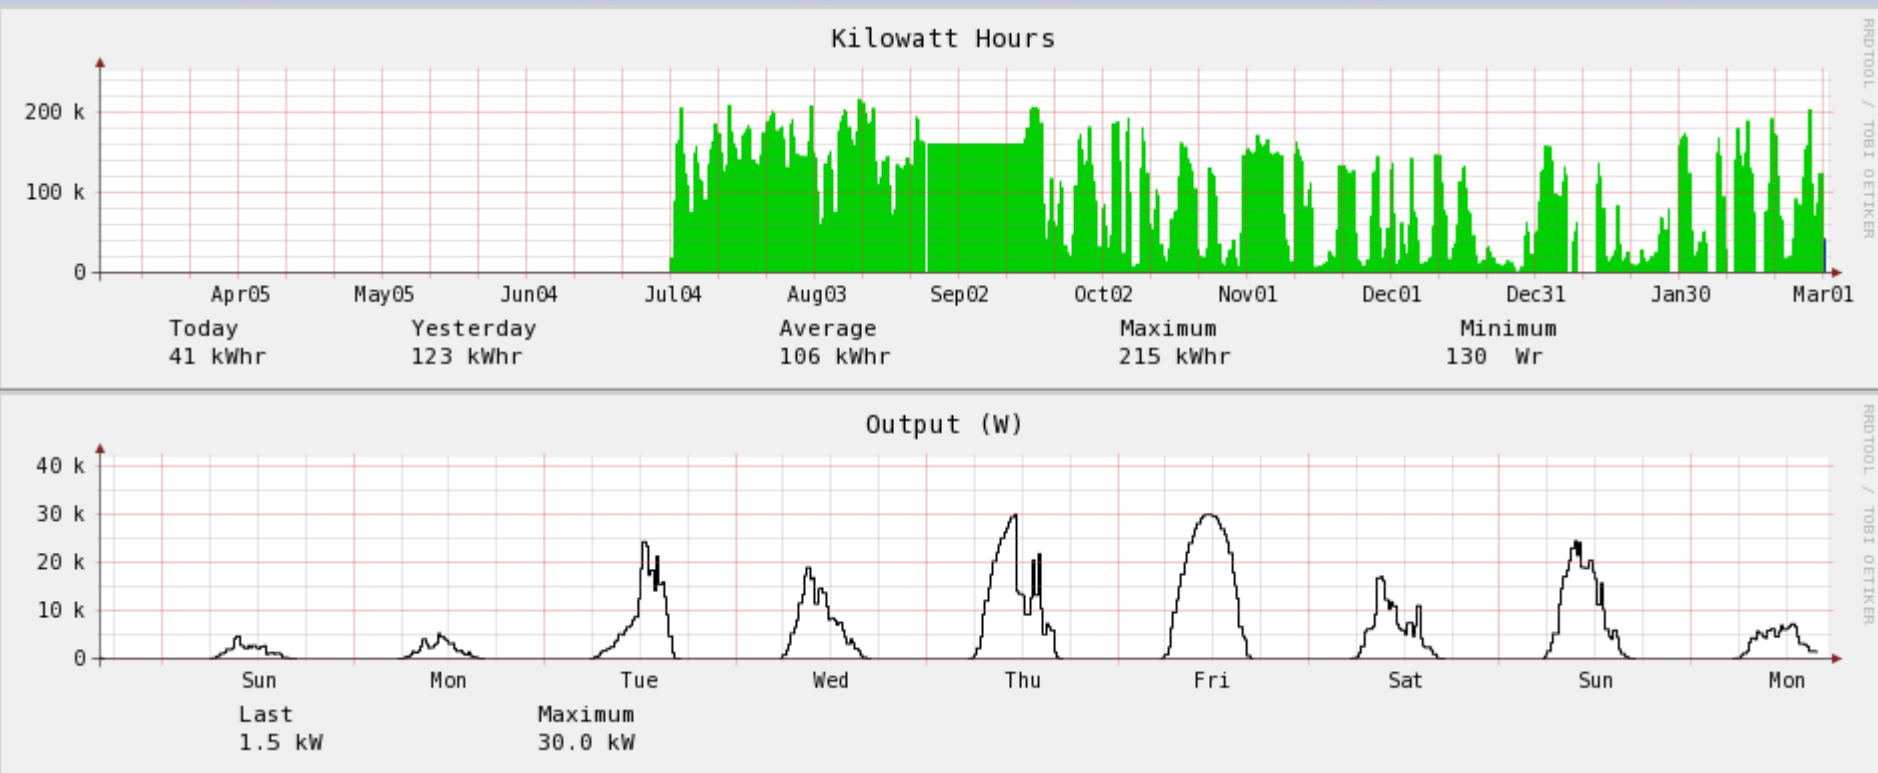 Kilowatt Hours
RRDTOOL / TOBI OETIKER
200 k
100 k
0
Apr05 May05 Jun04 Jul04 Aug03 Sep02 Oct02 Nov01 Dec01 Dec31 Jan30 Mar01
Today Yesterday Average Maximum Minimum
41 kWhr 123 kWhr 106 kWhr 215 kWhr 130 Wr
Output (W)
RRDTOOL / TOBI OETIKER
40 k
30 k
20 k
10 k
0
Sun Mon Tue Wed Thu Fri Sat Sun Mon
Last Maximum
1.5 kW 30.0 kW